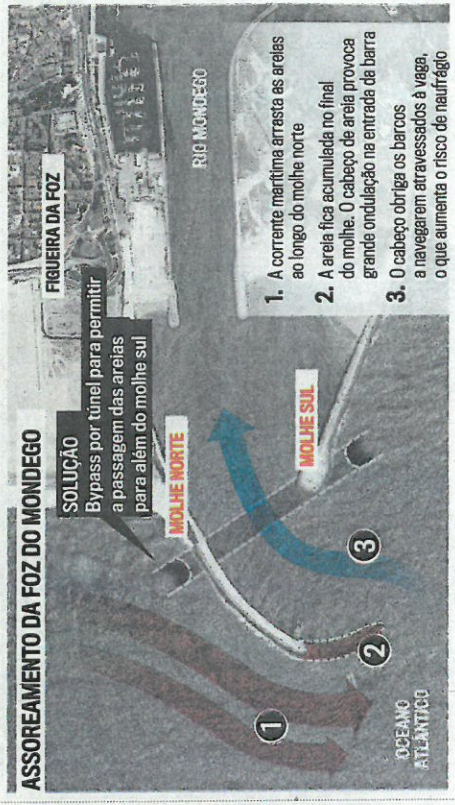 ASSOREAMENTO DA FOZ DO MONDEGO
FIGUEIRA DA FOZ
SOLUÇÃO
Bypass por túnel para permitir
a passagem das areias
para além do molhe sul
MOLHE NORTE
RIO MONDEGO
MOLHE SUL
1
2
3
OCEANO
ATLÂNTICO
1. A corrente marítima arrasta as areias
ao longo do molhe norte
2. A areia fica acumulada no final
do molhe. O cabeço de areia provoca
grande ondulação na entrada da barra
3. O cabeço obriga os barcos
a navegarem atravessados à vaga,
o que aumenta o risco de naufrágio